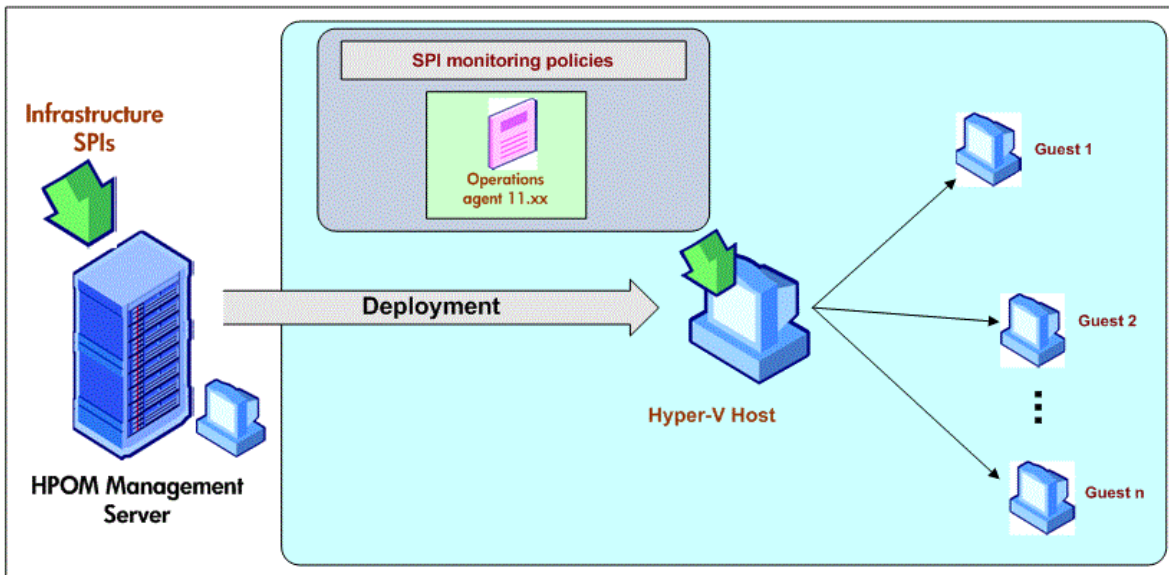 SPI monitoring policies
Infrastructure
SPIs
Operations
agent 11.xx
Guest 1
Deployment
Guest 2
Hyper-V Host
HPOM Management
Server
Guest n